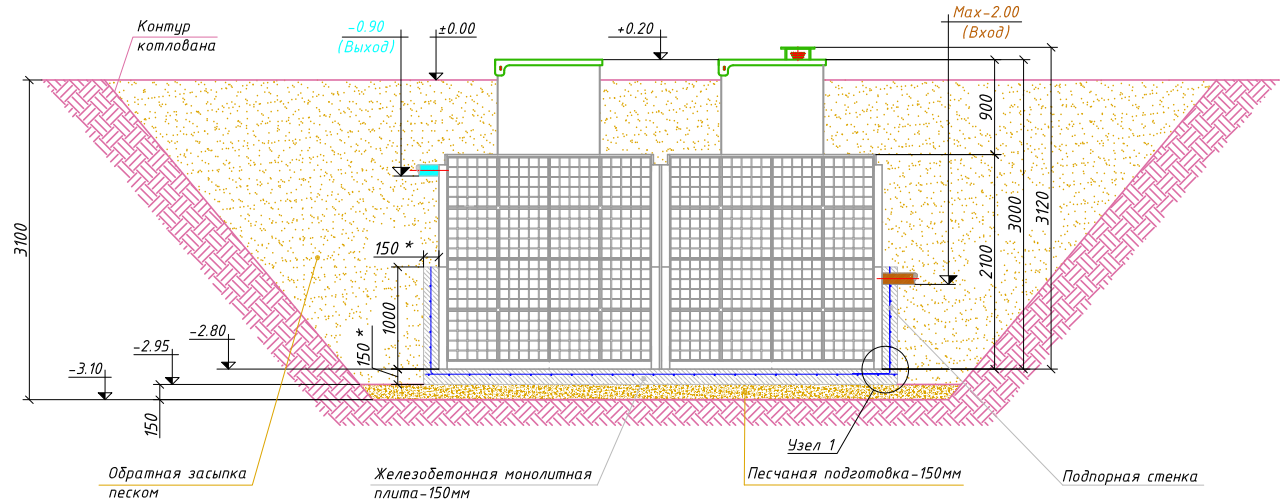 Контур
котлована
-0.90
(Выход)
±0.00
+0.20
Max-2.00
(Вход)
900
3000
3120
2100
3100
150 *
1000
150 *
-2.80
-2.95
-3.10
150
Узел 1
Обратная засыпка
песком
Железобетонная монолитная
плита-150мм
Песчаная подготовка-150мм
Подпорная стенка